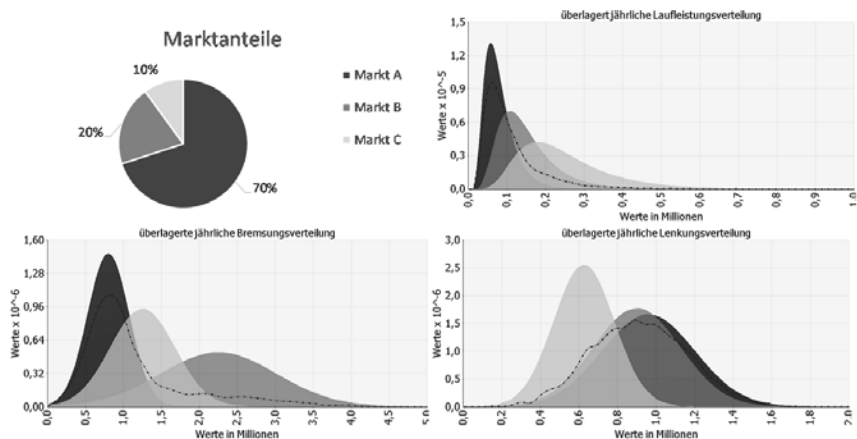 Marktanteile
10%
20%
70%
Markt A
Markt B
Markt C
überlagert jährliche Laufleistungsverteilung
Werte x 10^-5
1,5
1,2
0,9
0,6
0,3
0,0
0,0 0,1 0,2 0,3 0,4 0,5 0,6 0,7 0,8 0,9 1,0
Werte in Millionen
überlagerte jährliche Bremsungsverteilung
Werte x 10^-6
1,60
1,28
0,96
0,64
0,32
0,00
0,0 0,5 1,0 1,5 2,0 2,5 3,0 3,5 4,0 4,5 5,0
Werte in Millionen
überlagerte jährliche Lenkungsverteilung
Werte x 10^-6
3,0
2,5
2,0
1,5
1,0
0,5
0,0
0,0 0,2 0,4 0,6 0,8 1,0 1,2 1,4 1,6 1,8 2,0
Werte in Millionen